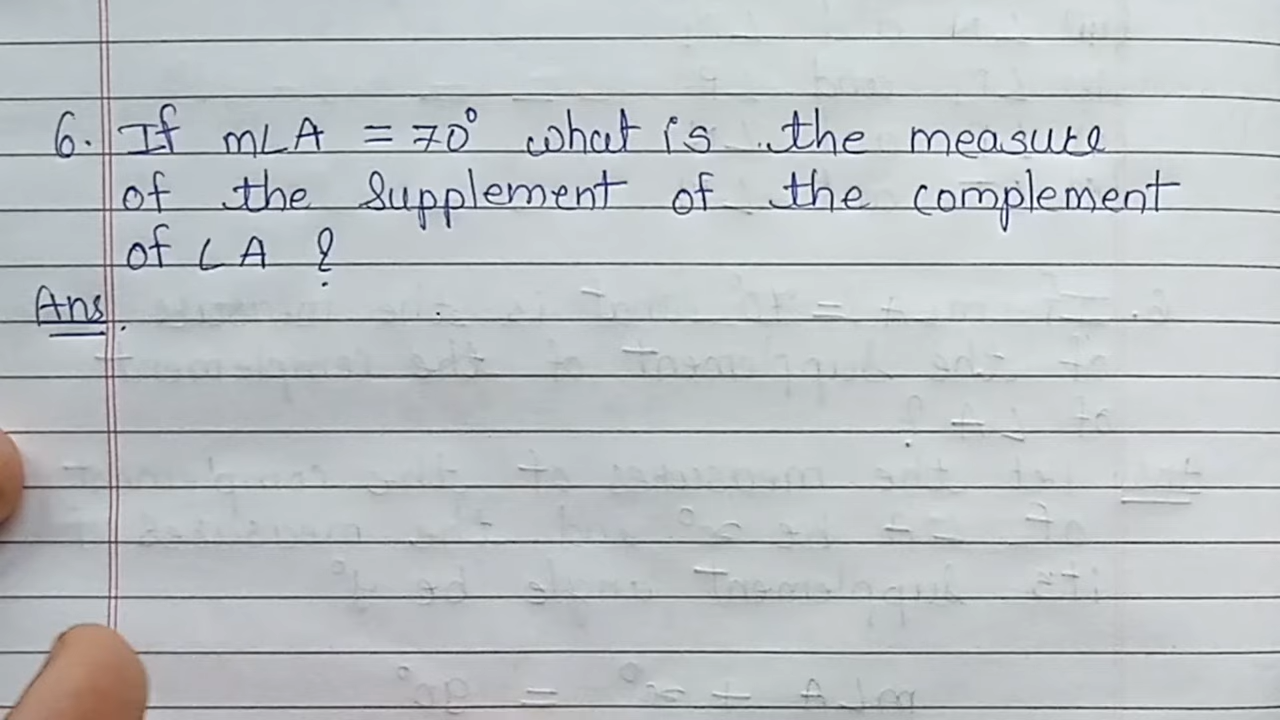 6. If m∠A = 70° what is the measure
of the supplement of the complement
of ∠A ?
Ans.